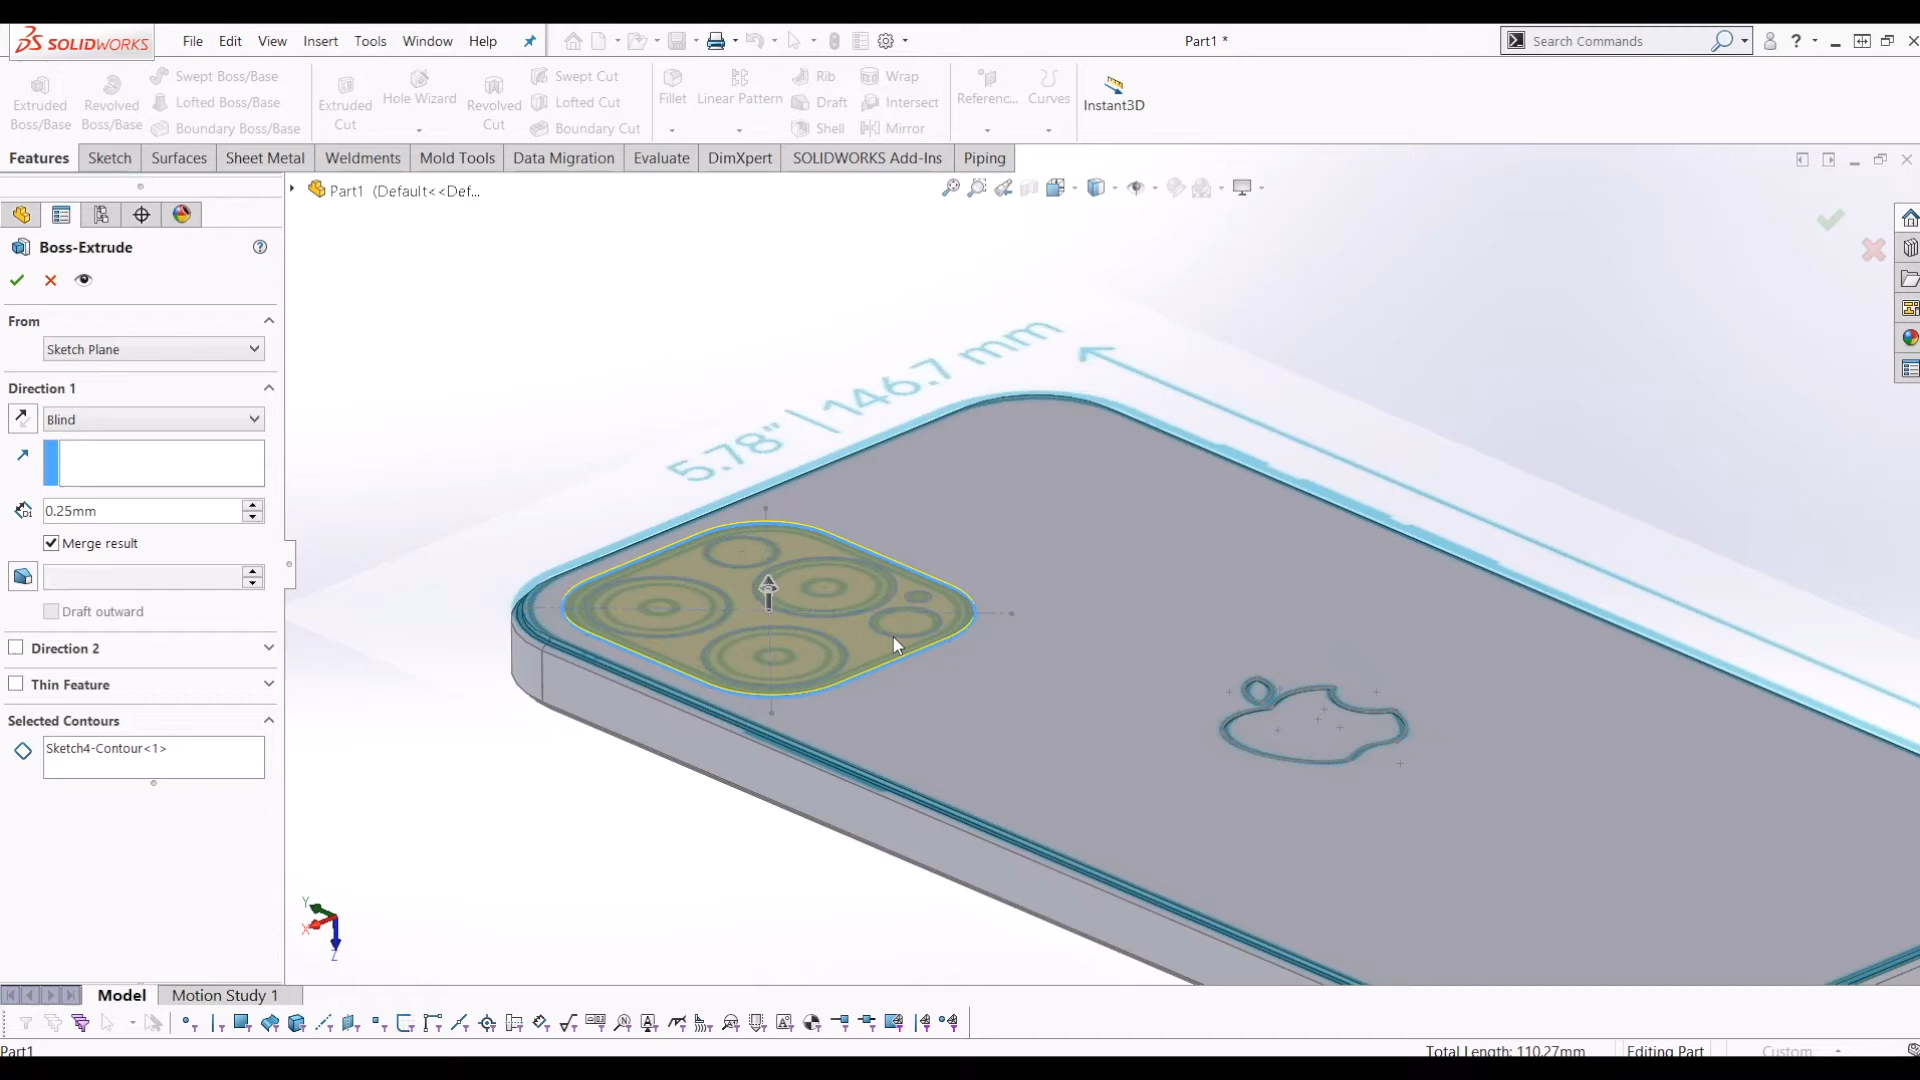 SOLIDWORKS
File Edit View Insert Tools Window Help
Part1 *
Search Commands
Extruded Boss/Base
Revolved Boss/Base
Swept Boss/Base
Lofted Boss/Base
Boundary Boss/Base
Extruded Cut
Hole Wizard
Revolved Cut
Swept Cut
Lofted Cut
Boundary Cut
Fillet
Linear Pattern
Rib
Draft
Shell
Wrap
Intersect
Mirror
Referenc...
Curves
Instant3D
Features Sketch Surfaces Sheet Metal Weldments Mold Tools Data Migration Evaluate DimXpert SOLIDWORKS Add-Ins Piping
Part1 (Default<<Def...
Boss-Extrude
From
Sketch Plane
Direction 1
Blind
0.25mm
Merge result
Draft outward
Direction 2
Thin Feature
Selected Contours
Sketch4-Contour<1>
5.78" | 146.7 mm
Y
X
Z
Model Motion Study 1
Part1
Total Length: 110.27mm Editing Part Custom